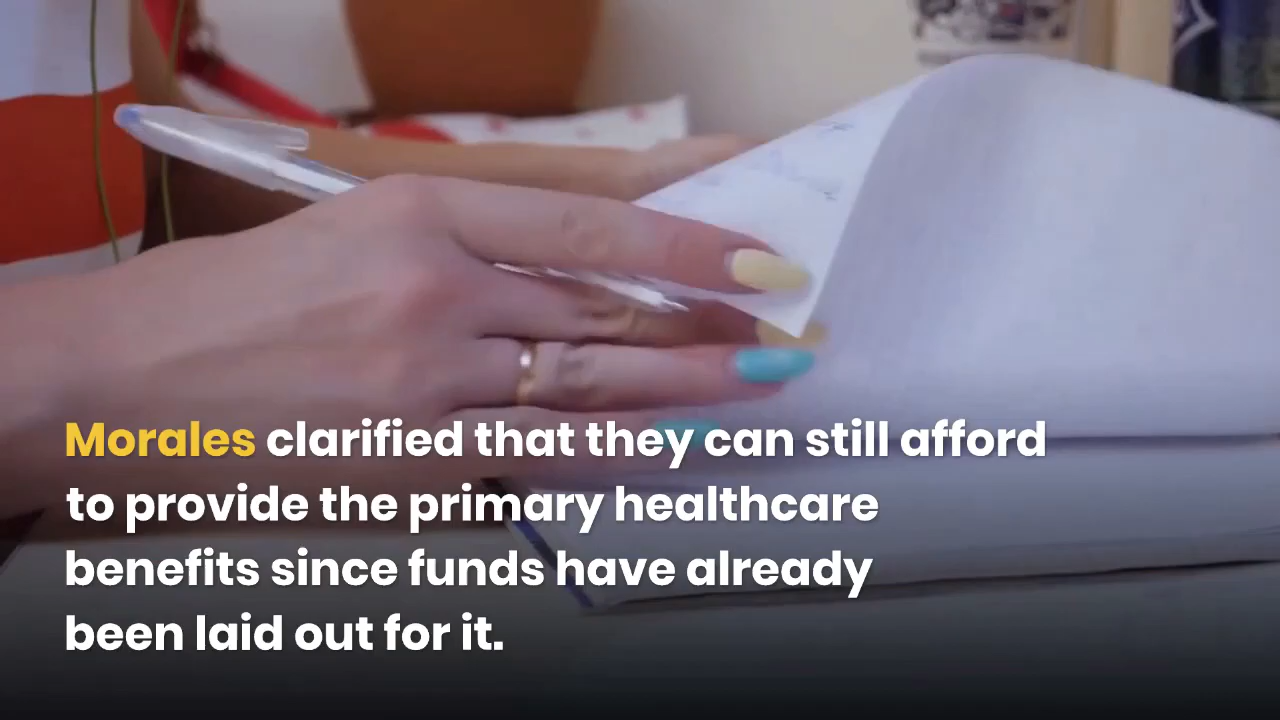 Morales clarified that they can still afford
to provide the primary healthcare
benefits since funds have already
been laid out for it.